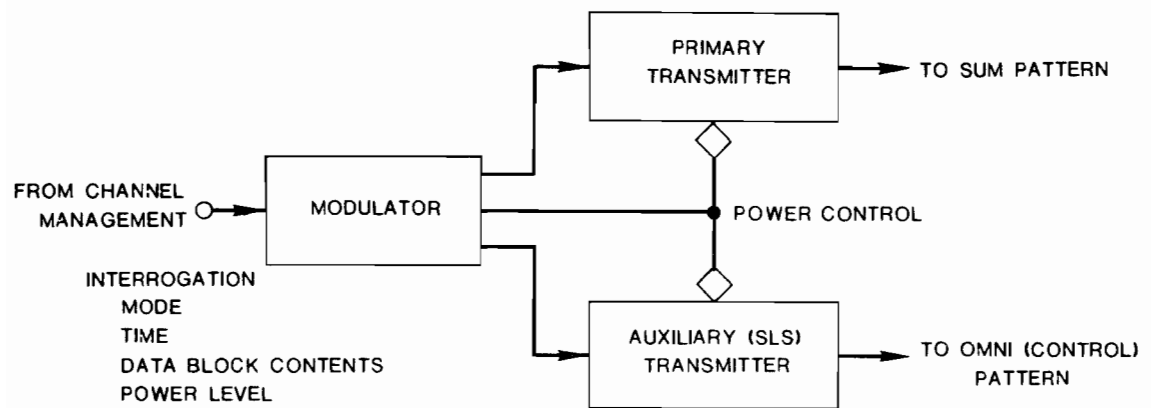 PRIMARY
TRANSMITTER
TO SUM PATTERN
FROM CHANNEL
MANAGEMENT
MODULATOR
POWER CONTROL
INTERROGATION
MODE
TIME
DATA BLOCK CONTENTS
POWER LEVEL
AUXILIARY (SLS)
TRANSMITTER
TO OMNI (CONTROL)
PATTERN